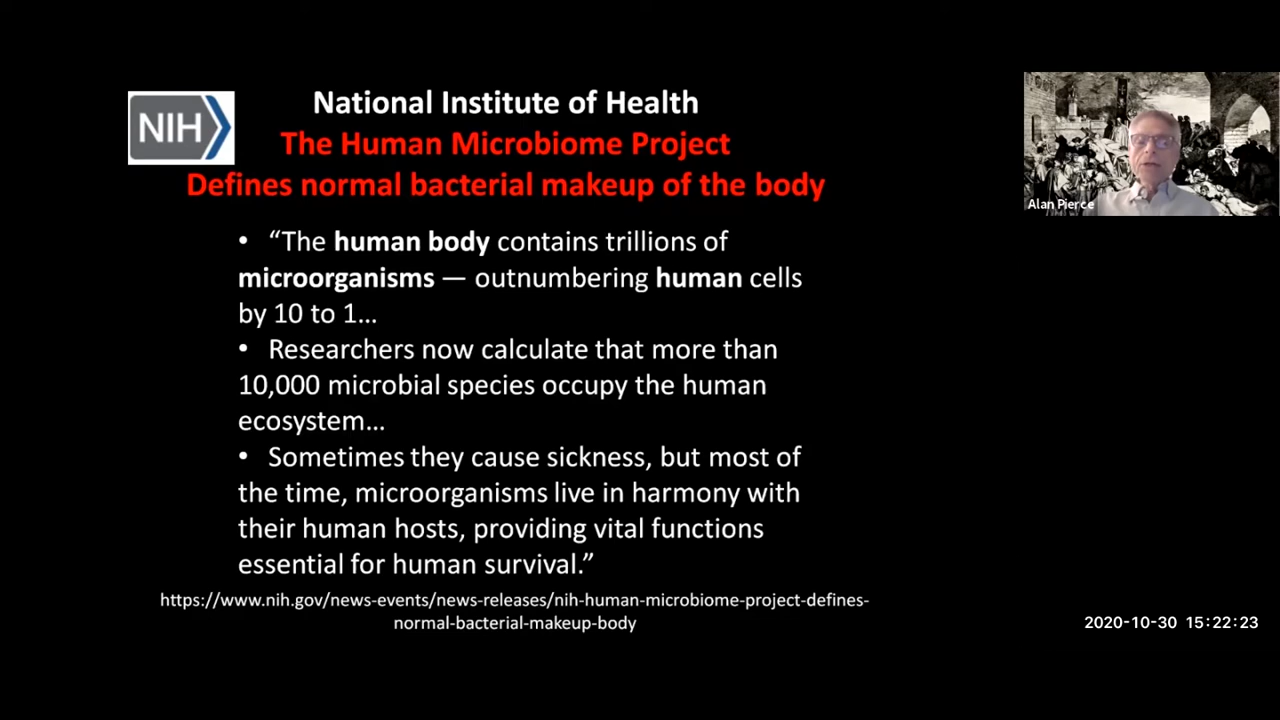 National Institute of Health
NIH
The Human Microbiome Project
Defines normal bacterial makeup of the body
• “The human body contains trillions of
microorganisms — outnumbering human cells
by 10 to 1…
• Researchers now calculate that more than
10,000 microbial species occupy the human
ecosystem…
• Sometimes they cause sickness, but most of
the time, microorganisms live in harmony with
their human hosts, providing vital functions
essential for human survival.”
https://www.nih.gov/news-events/news-releases/nih-human-microbiome-project-defines-
normal-bacterial-makeup-body
Alan Pierce
2020-10-30 15:22:23